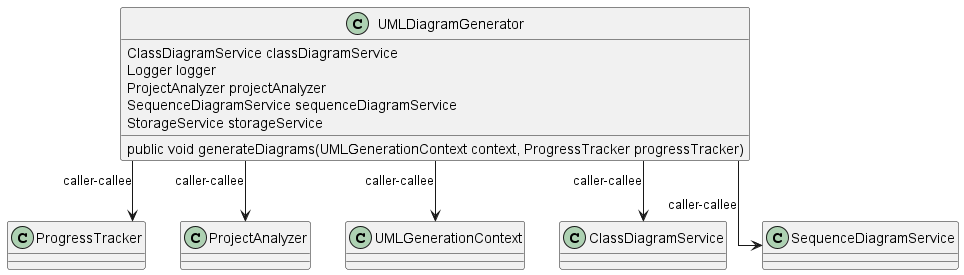 C UMLDiagramGenerator
ClassDiagramService classDiagramService
Logger logger
ProjectAnalyzer projectAnalyzer
SequenceDiagramService sequenceDiagramService
StorageService storageService
public void generateDiagrams(UMLGenerationContext context, ProgressTracker progressTracker)
caller-callee caller-callee caller-callee caller-callee
caller-callee
C ProgressTracker C ProjectAnalyzer C UMLGenerationContext C ClassDiagramService C SequenceDiagramService